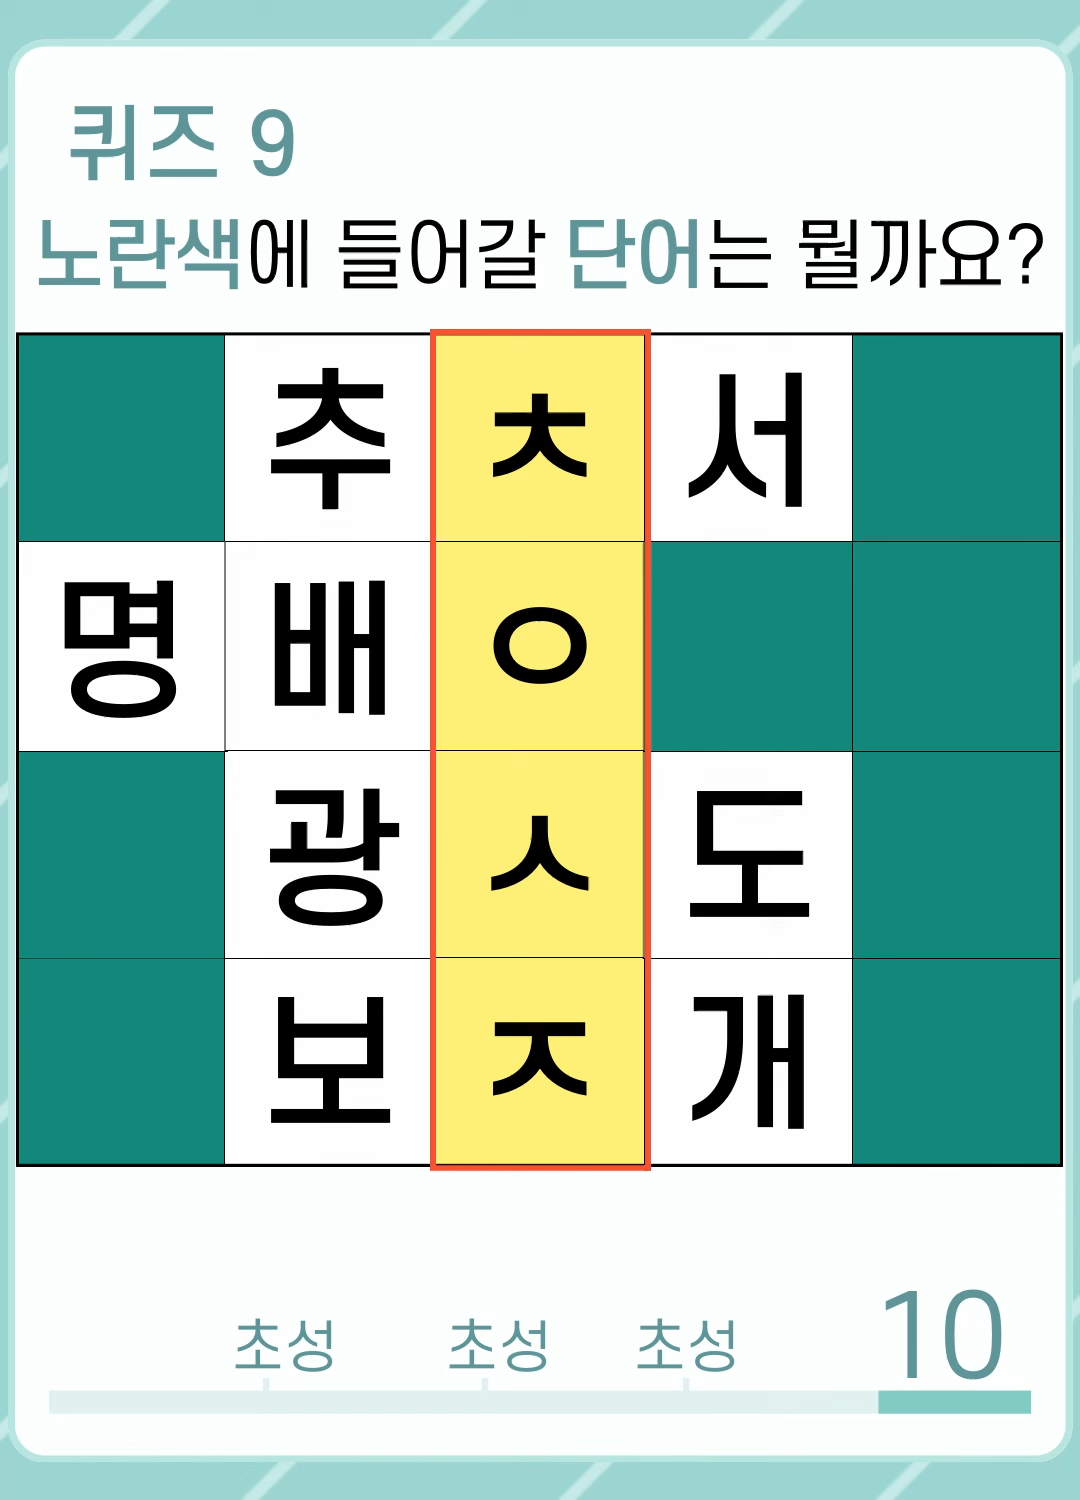 퀴즈 9
노란색에 들어갈 단어는 뭘까요?
추 ㅊ 서
명 배 ㅇ
광 ㅅ 도
보 ㅈ 개
초성 초성 초성 10